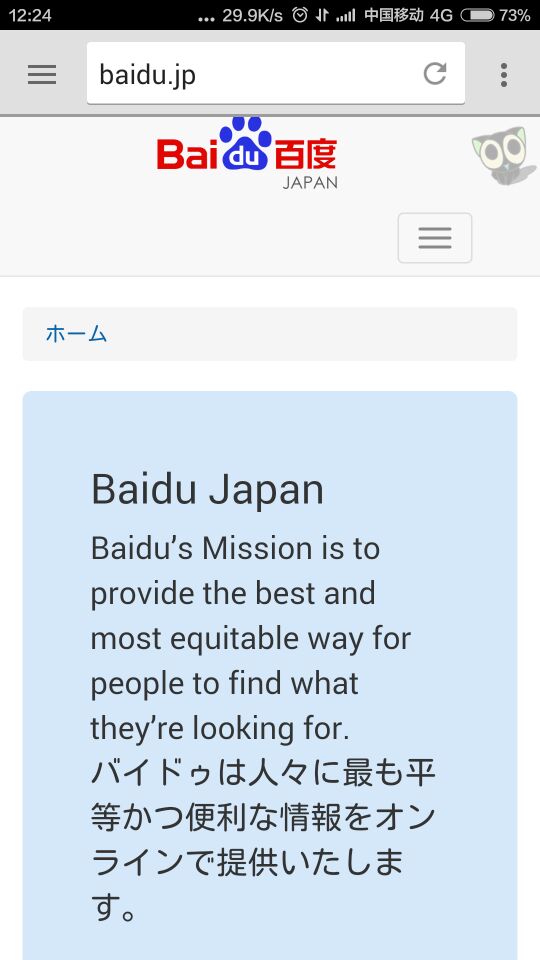 12:24 ... 29.9K/s 中国移动 4G 73%
baidu.jp
Bai du 百度
JAPAN
ホーム
Baidu Japan
Baidu’s Mission is to
provide the best and
most equitable way for
people to find what
they’re looking for.
バイドゥは人々に最も平
等かつ便利な情報をオン
ラインで提供いたしま
す。